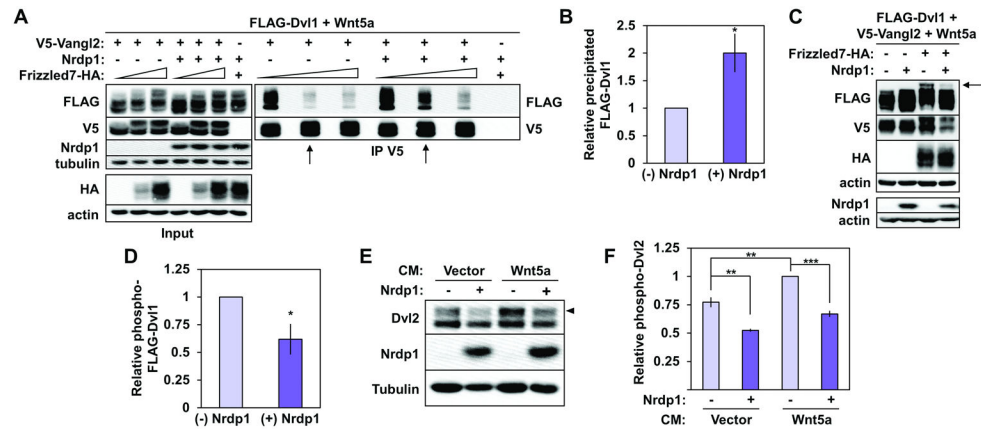 A
FLAG-Dvl1 + Wnt5a
V5-Vangl2: + + + + + + - + + + + + + -
Nrdp1: - - - + + + + - - - + + + +
Frizzled7-HA: + +
FLAG
V5
Nrdp1
tubulin
HA
actin
Input
FLAG
V5
IP V5
B
Relative precipitated
FLAG-Dvl1
2.5
2
1.5
1
0.5
0
*
(-) Nrdp1 (+) Nrdp1
C
FLAG-Dvl1 +
V5-Vangl2 + Wnt5a
Frizzled7-HA: - - + +
Nrdp1: - + - +
FLAG
V5
HA
actin
Nrdp1
actin
D
Relative phospho-
FLAG-Dvl1
1.25
1
0.75
0.5
0.25
0
*
(-) Nrdp1 (+) Nrdp1
E
CM: Vector Wnt5a
Nrdp1: - + - +
Dvl2
Nrdp1
Tubulin
F
Relative phospho-Dvl2
1.25
1
0.75
0.5
0.25
0
** ** ***
Nrdp1: - + - +
CM: Vector Wnt5a